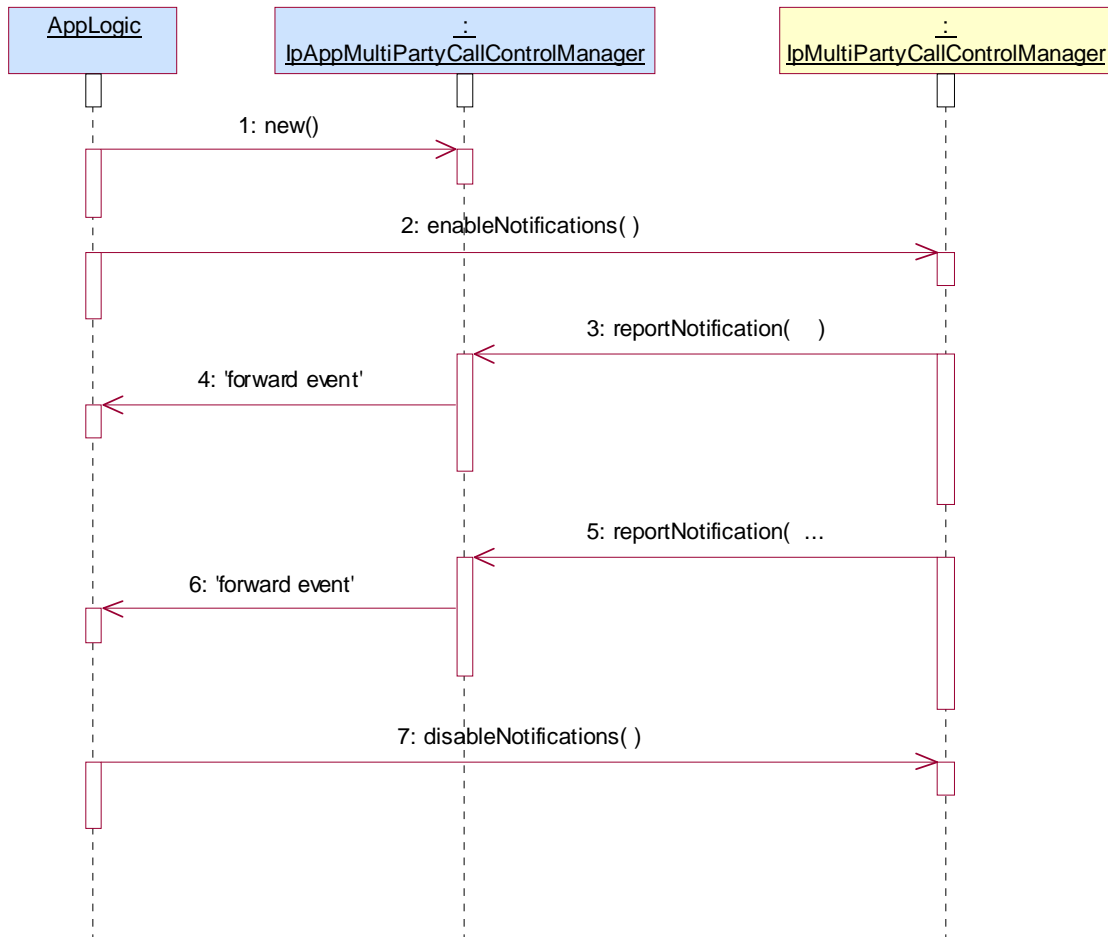 AppLogic
:
IpAppMultiPartyCallControlManager
:
IpMultiPartyCallControlManager
1: new()
2: enableNotifications( )
3: reportNotification(    )
4: 'forward event'
5: reportNotification(  ...
6: 'forward event'
7: disableNotifications( )